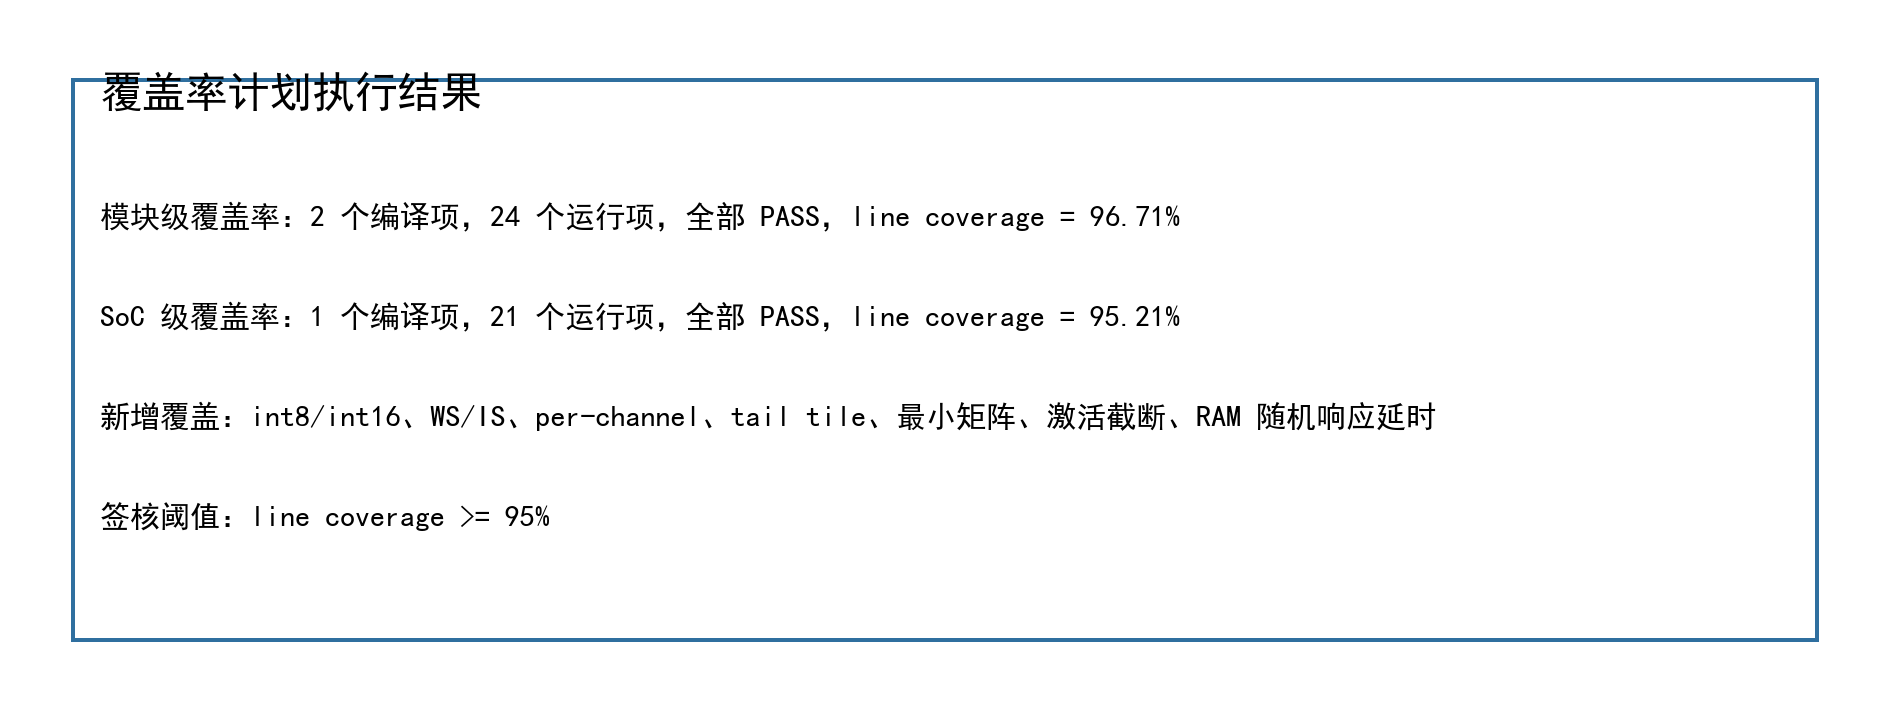 覆盖率计划执行结果
模块级覆盖率：2 个编译项，24 个运行项，全部 PASS，line coverage = 96.71%
SoC 级覆盖率：1 个编译项，21 个运行项，全部 PASS，line coverage = 95.21%
新增覆盖：int8/int16、WS/IS、per-channel、tail tile、最小矩阵、激活截断、RAM 随机响应延时
签核阈值：line coverage >= 95%